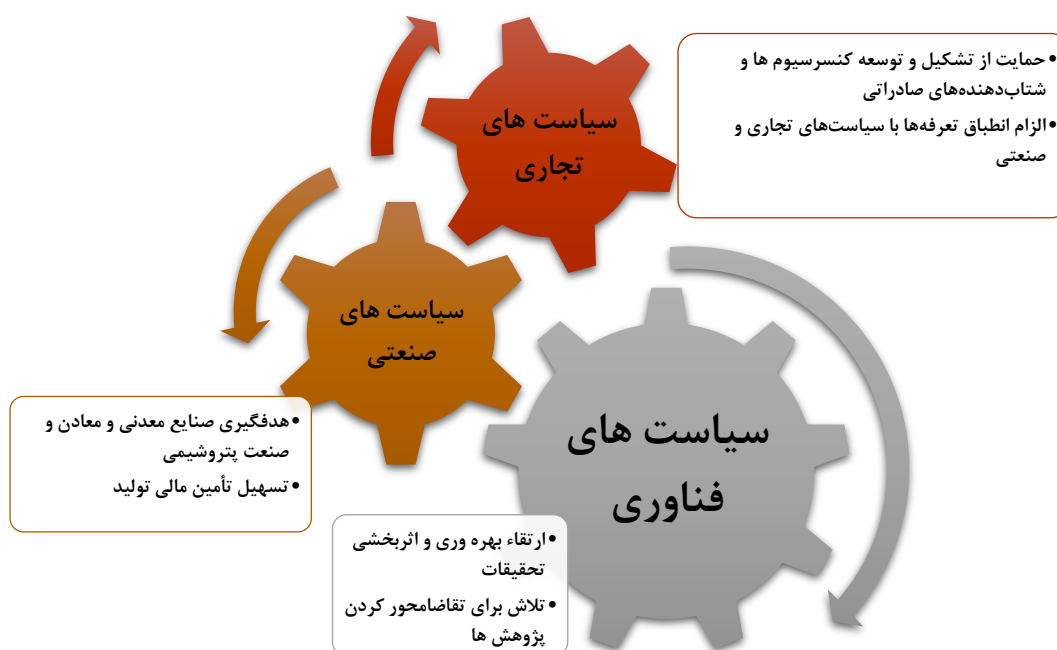 سیاست های
تجاری
•حمایت از تشکیل و توسعه کنسرسیوم ها و
شتاب‌دهنده‌های صادراتی
•الزام انطباق تعرفه‌ها با سیاست‌های تجاری و
صنعتی
سیاست های
صنعتی
•هدفگیری صنایع معدنی و معادن و
صنعت پتروشیمی
•تسهیل تأمین مالی تولید
سیاست های
فناوری
•ارتقاء بهره وری و اثربخشی
تحقیقات
•تلاش برای تقاضامحور کردن
پژوهش ها